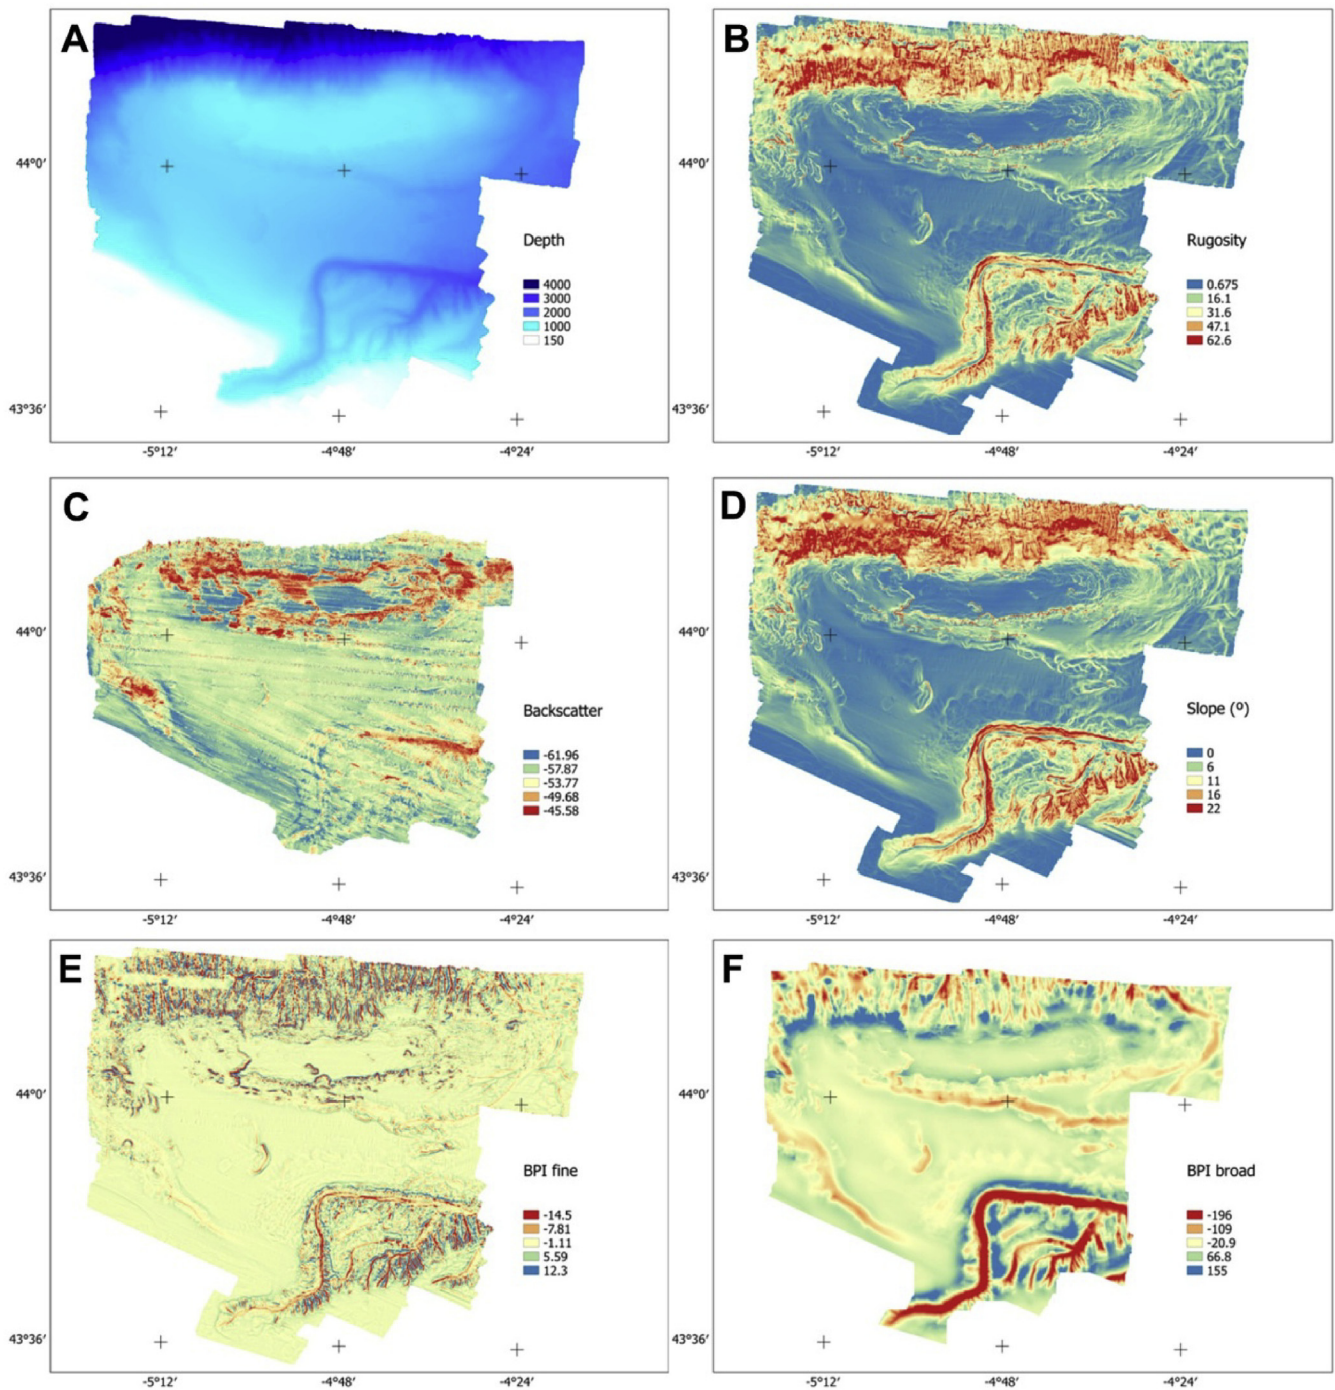 A
44°0′
Depth
4000
3000
2000
1000
150
43°36′
-5°12′ -4°48′ -4°24′
B
44°0′
Rugosity
0.675
16.1
31.6
47.1
62.6
43°36′
-5°12′ -4°48′ -4°24′
C
44°0′
Backscatter
-61.96
-57.87
-53.77
-49.68
-45.58
43°36′
-5°12′ -4°48′ -4°24′
D
44°0′
Slope (º)
0
6
11
16
22
43°36′
-5°12′ -4°48′ -4°24′
E
44°0′
BPI fine
-14.5
-7.81
-1.11
5.59
12.3
43°36′
-5°12′ -4°48′ -4°24′
F
44°0′
BPI broad
-196
-109
-20.9
66.8
155
43°36′
-5°12′ -4°48′ -4°24′